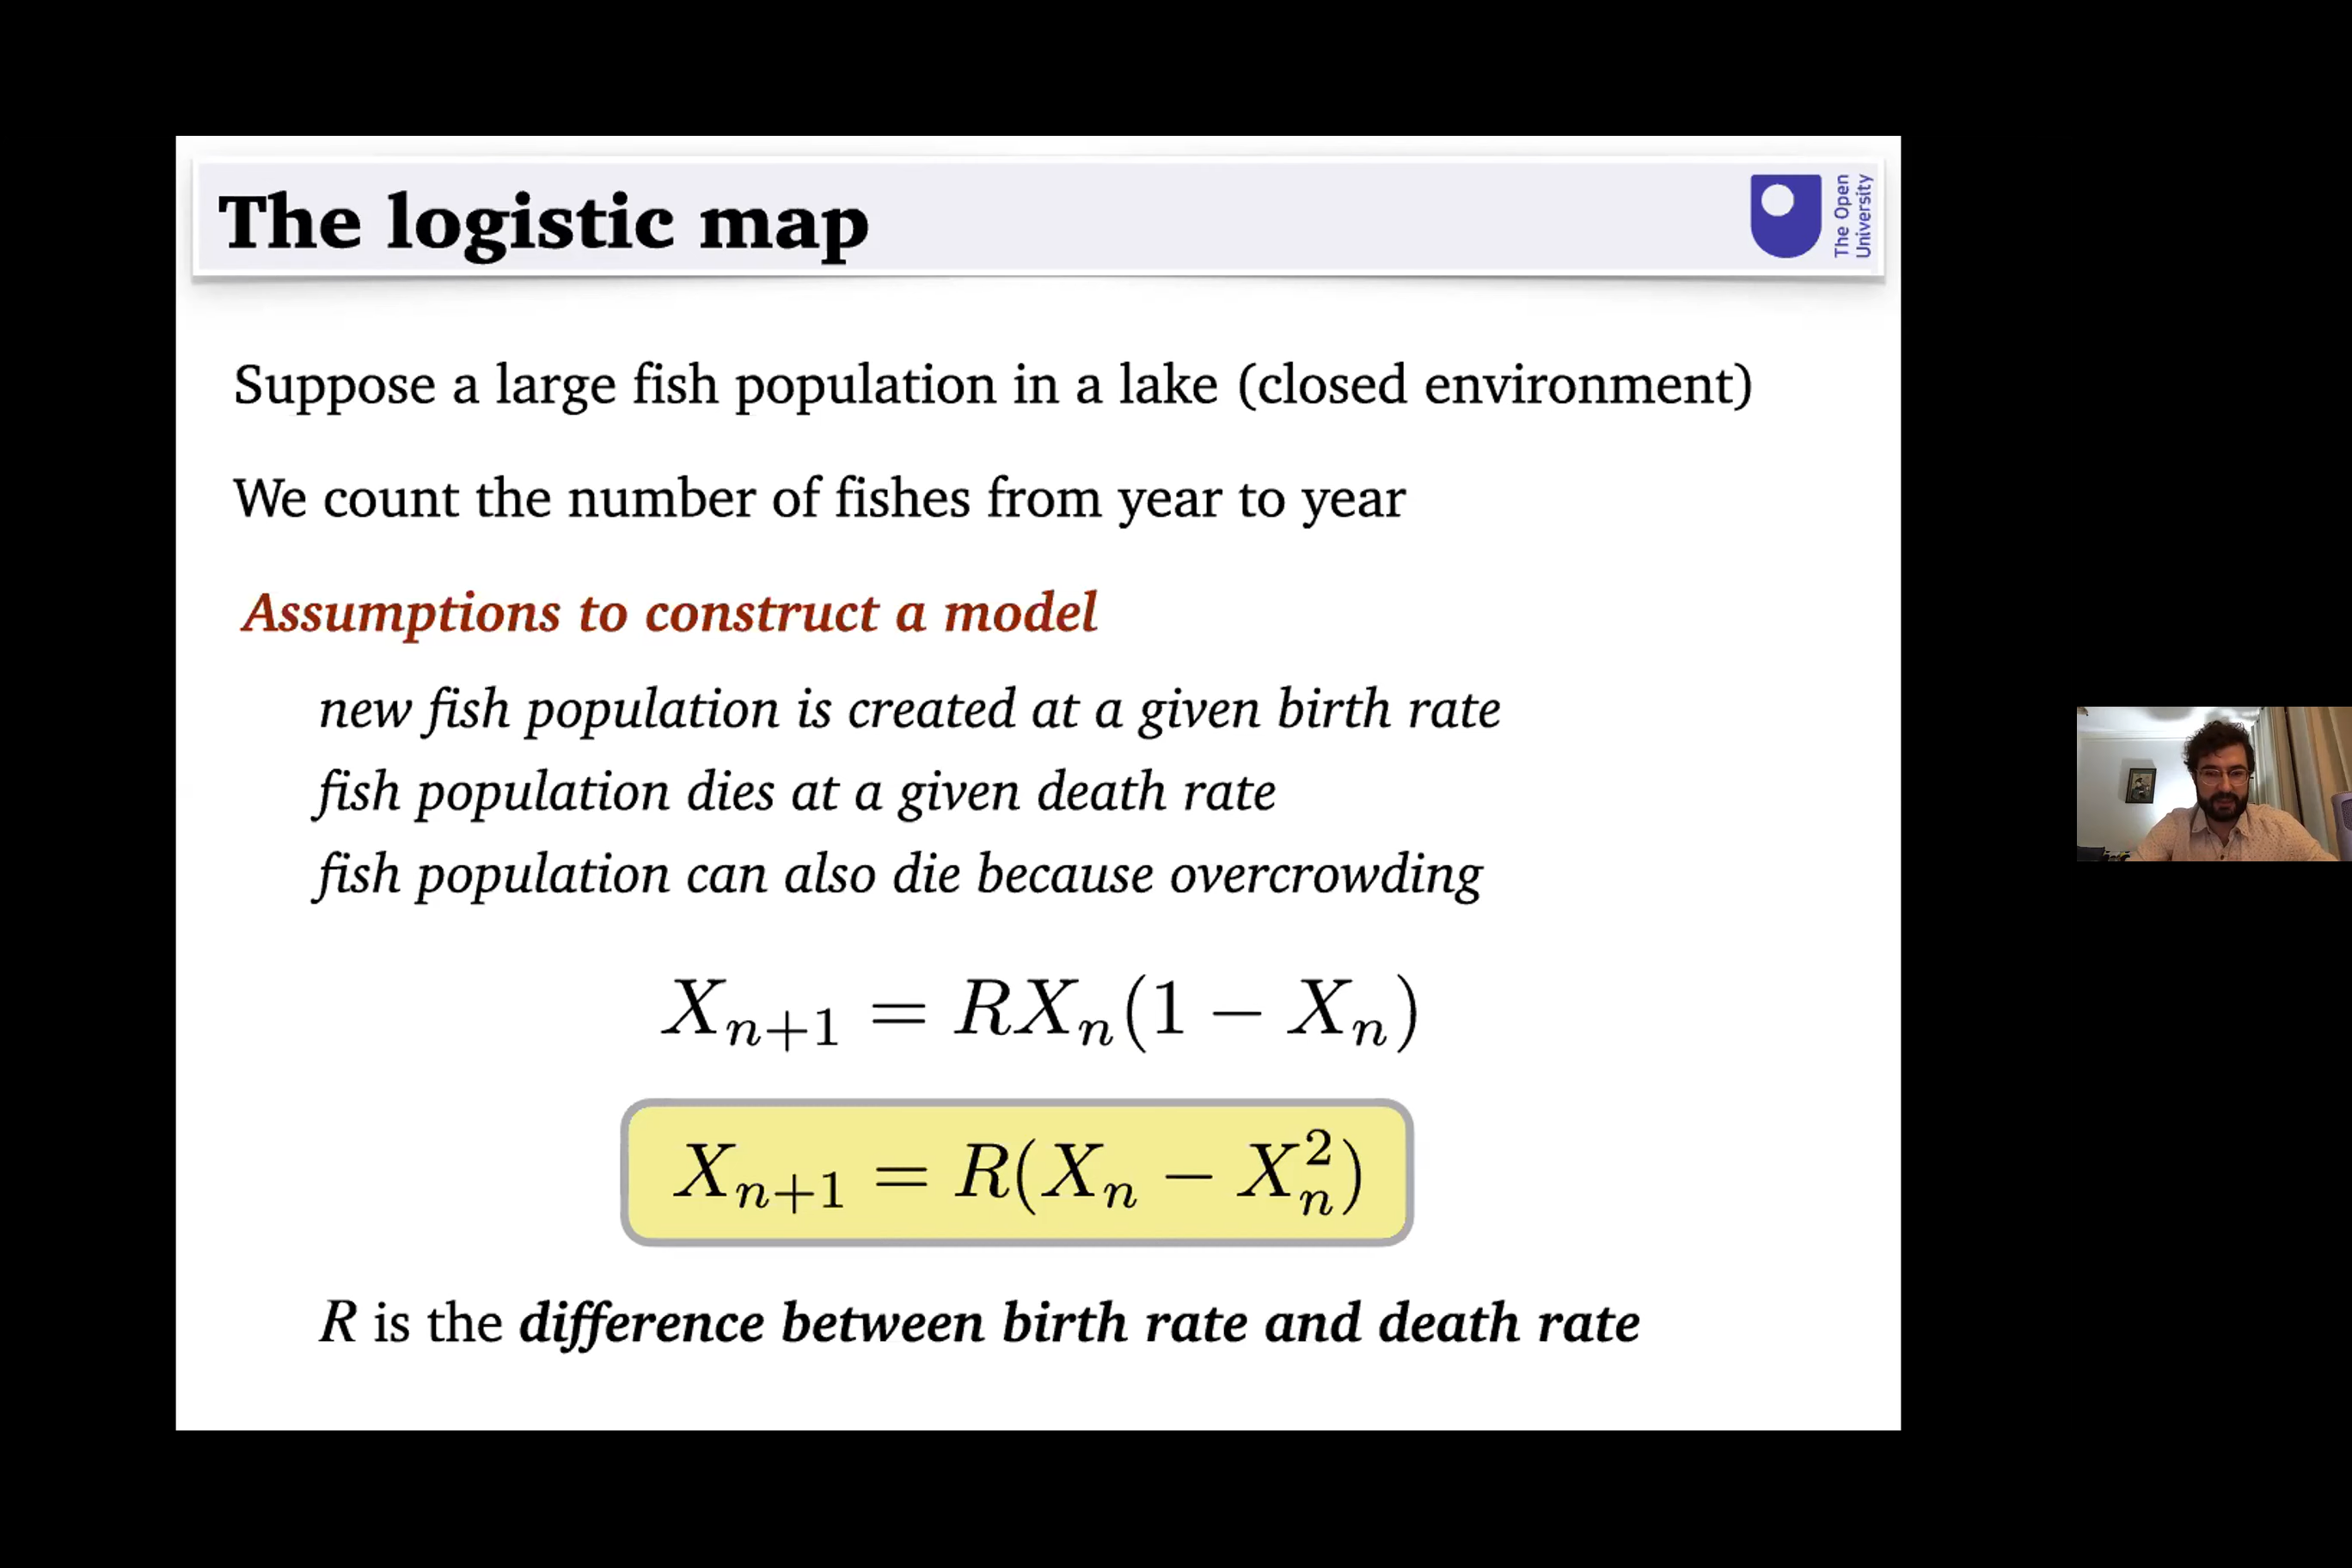 The logistic map
The Open
University
Suppose a large fish population in a lake (closed environment)
We count the number of fishes from year to year
Assumptions to construct a model
new fish population is created at a given birth rate
fish population dies at a given death rate
fish population can also die because overcrowding
$X_{n+1} = RX_n(1 - X_n)$
$X_{n+1} = R(X_n - X_n^2)$
R is the difference between birth rate and death rate